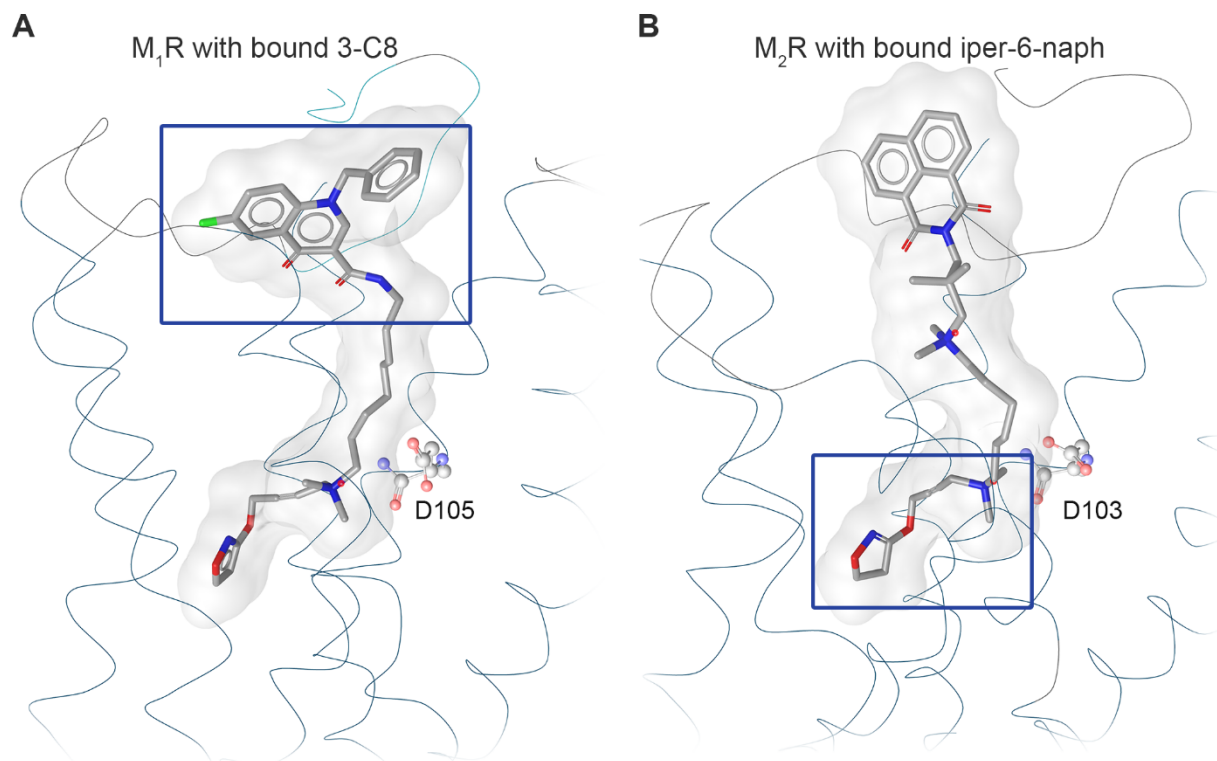 A
M₁R with bound 3-C8
D105
B
M₂R with bound iper-6-naph
D103